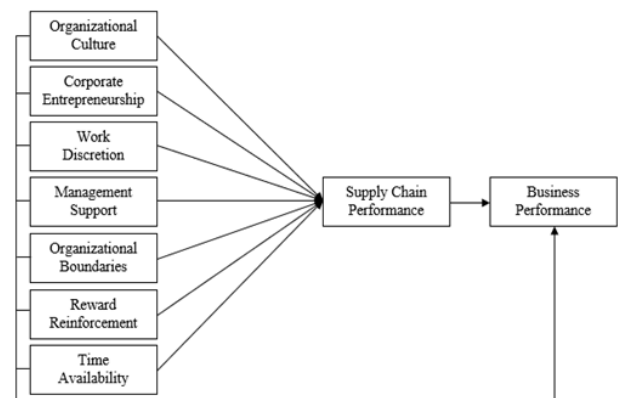 Organizational
Culture
Corporate
Entrepreneurship
Work
Discretion
Management
Support
Organizational
Boundaries
Reward
Reinforcement
Time
Availability
Supply Chain
Performance
Business
Performance